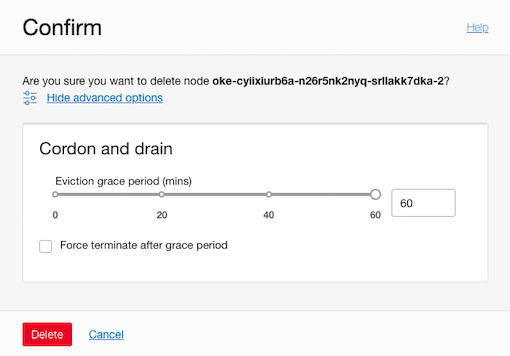 Confirm
Help
Are you sure you want to delete node oke-cyiixiurb6a-n26r5nk2nyq-srllakk7dka-2?
Hide advanced options
Cordon and drain
Eviction grace period (mins)
0 20 40 60
60
Force terminate after grace period
Delete Cancel